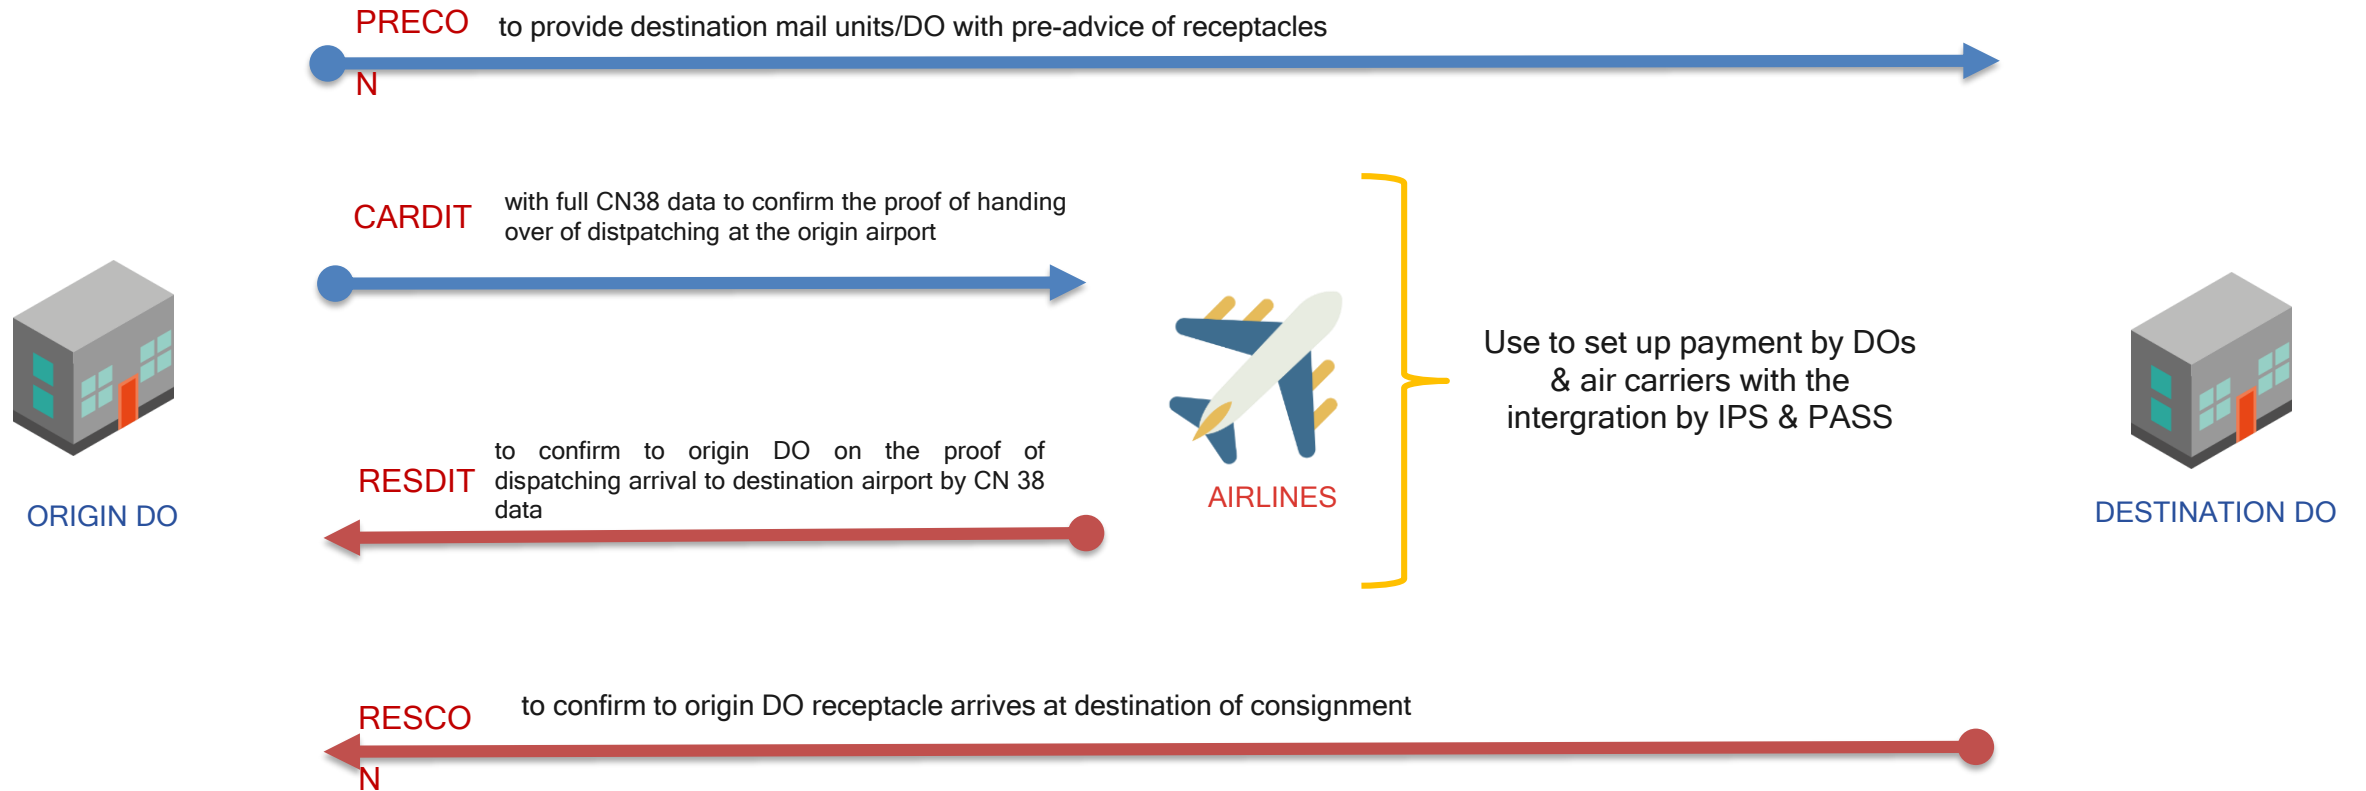 PRECO
N
to provide destination mail units/DO with pre-advice of receptacles
CARDIT
with full CN38 data to confirm the proof of handing
over of distpatching at the origin airport
Use to set up payment by DOs
& air carriers with the
intergration by IPS & PASS
RESDIT
to confirm to origin DO on the proof of
dispatching arrival to destination airport by CN 38
data
AIRLINES
ORIGIN DO
DESTINATION DO
RESCO
N
to confirm to origin DO receptacle arrives at destination of consignment